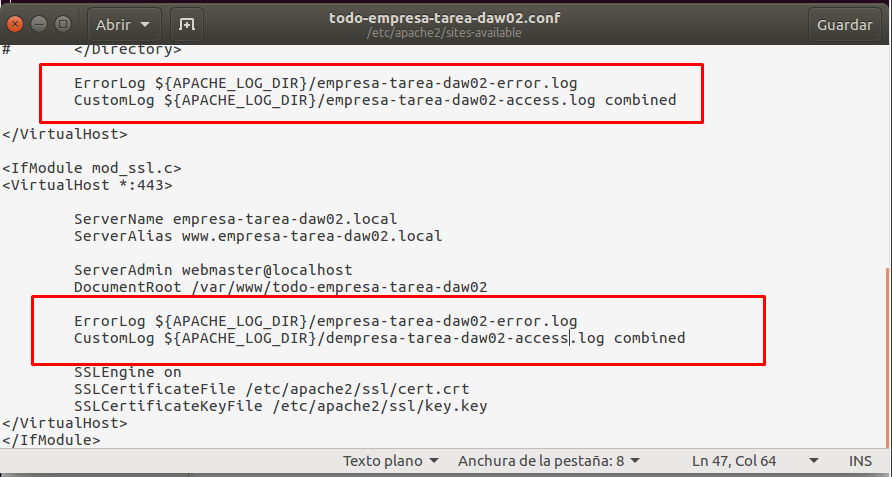 Abrir
todo-empresa-tarea-daw02.conf
/etc/apache2/sites-available
Guardar
#       </Directory>
ErrorLog ${APACHE_LOG_DIR}/empresa-tarea-daw02-error.log
CustomLog ${APACHE_LOG_DIR}/empresa-tarea-daw02-access.log combined
</VirtualHost>
<IfModule mod_ssl.c>
<VirtualHost *:443>
ServerName empresa-tarea-daw02.local
ServerAlias www.empresa-tarea-daw02.local
ServerAdmin webmaster@localhost
DocumentRoot /var/www/todo-empresa-tarea-daw02
ErrorLog ${APACHE_LOG_DIR}/empresa-tarea-daw02-error.log
CustomLog ${APACHE_LOG_DIR}/dempresa-tarea-daw02-access.log combined
SSLEngine on
SSLCertificateFile /etc/apache2/ssl/cert.crt
SSLCertificateKeyFile /etc/apache2/ssl/key.key
</VirtualHost>
</IfModule>
Texto plano Anchura de la pestaña: 8 Ln 47, Col 64 INS